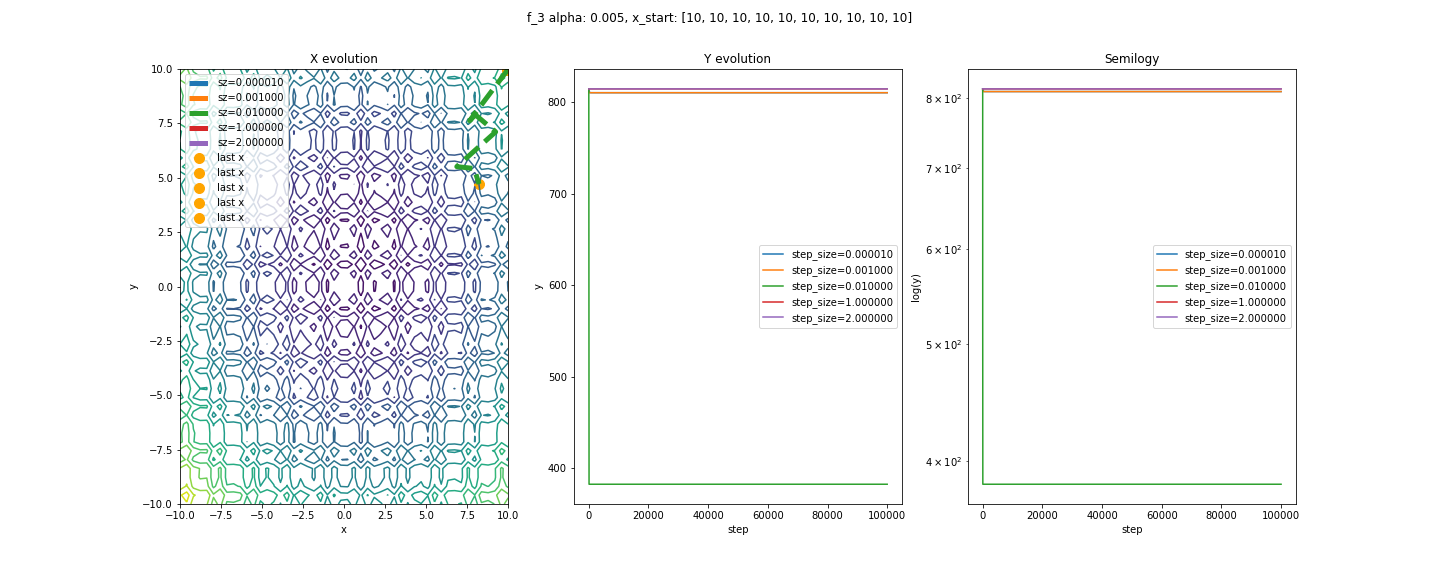 f_3 alpha: 0.005, x_start: [10, 10, 10, 10, 10, 10, 10, 10, 10, 10]
X evolution
10.0
7.5
5.0
2.5
0.0
−2.5
−5.0
−7.5
−10.0
y
sz=0.000010
sz=0.001000
sz=0.010000
sz=1.000000
sz=2.000000
last x
last x
last x
last x
last x
−10.0 −7.5 −5.0 −2.5 0.0 2.5 5.0 7.5 10.0
x
Y evolution
800
700
600
500
400
y
step_size=0.000010
step_size=0.001000
step_size=0.010000
step_size=1.000000
step_size=2.000000
0 20000 40000 60000 80000 100000
step
Semilogy
8 × 10²
7 × 10²
6 × 10²
5 × 10²
4 × 10²
log(y)
step_size=0.000010
step_size=0.001000
step_size=0.010000
step_size=1.000000
step_size=2.000000
0 20000 40000 60000 80000 100000
step